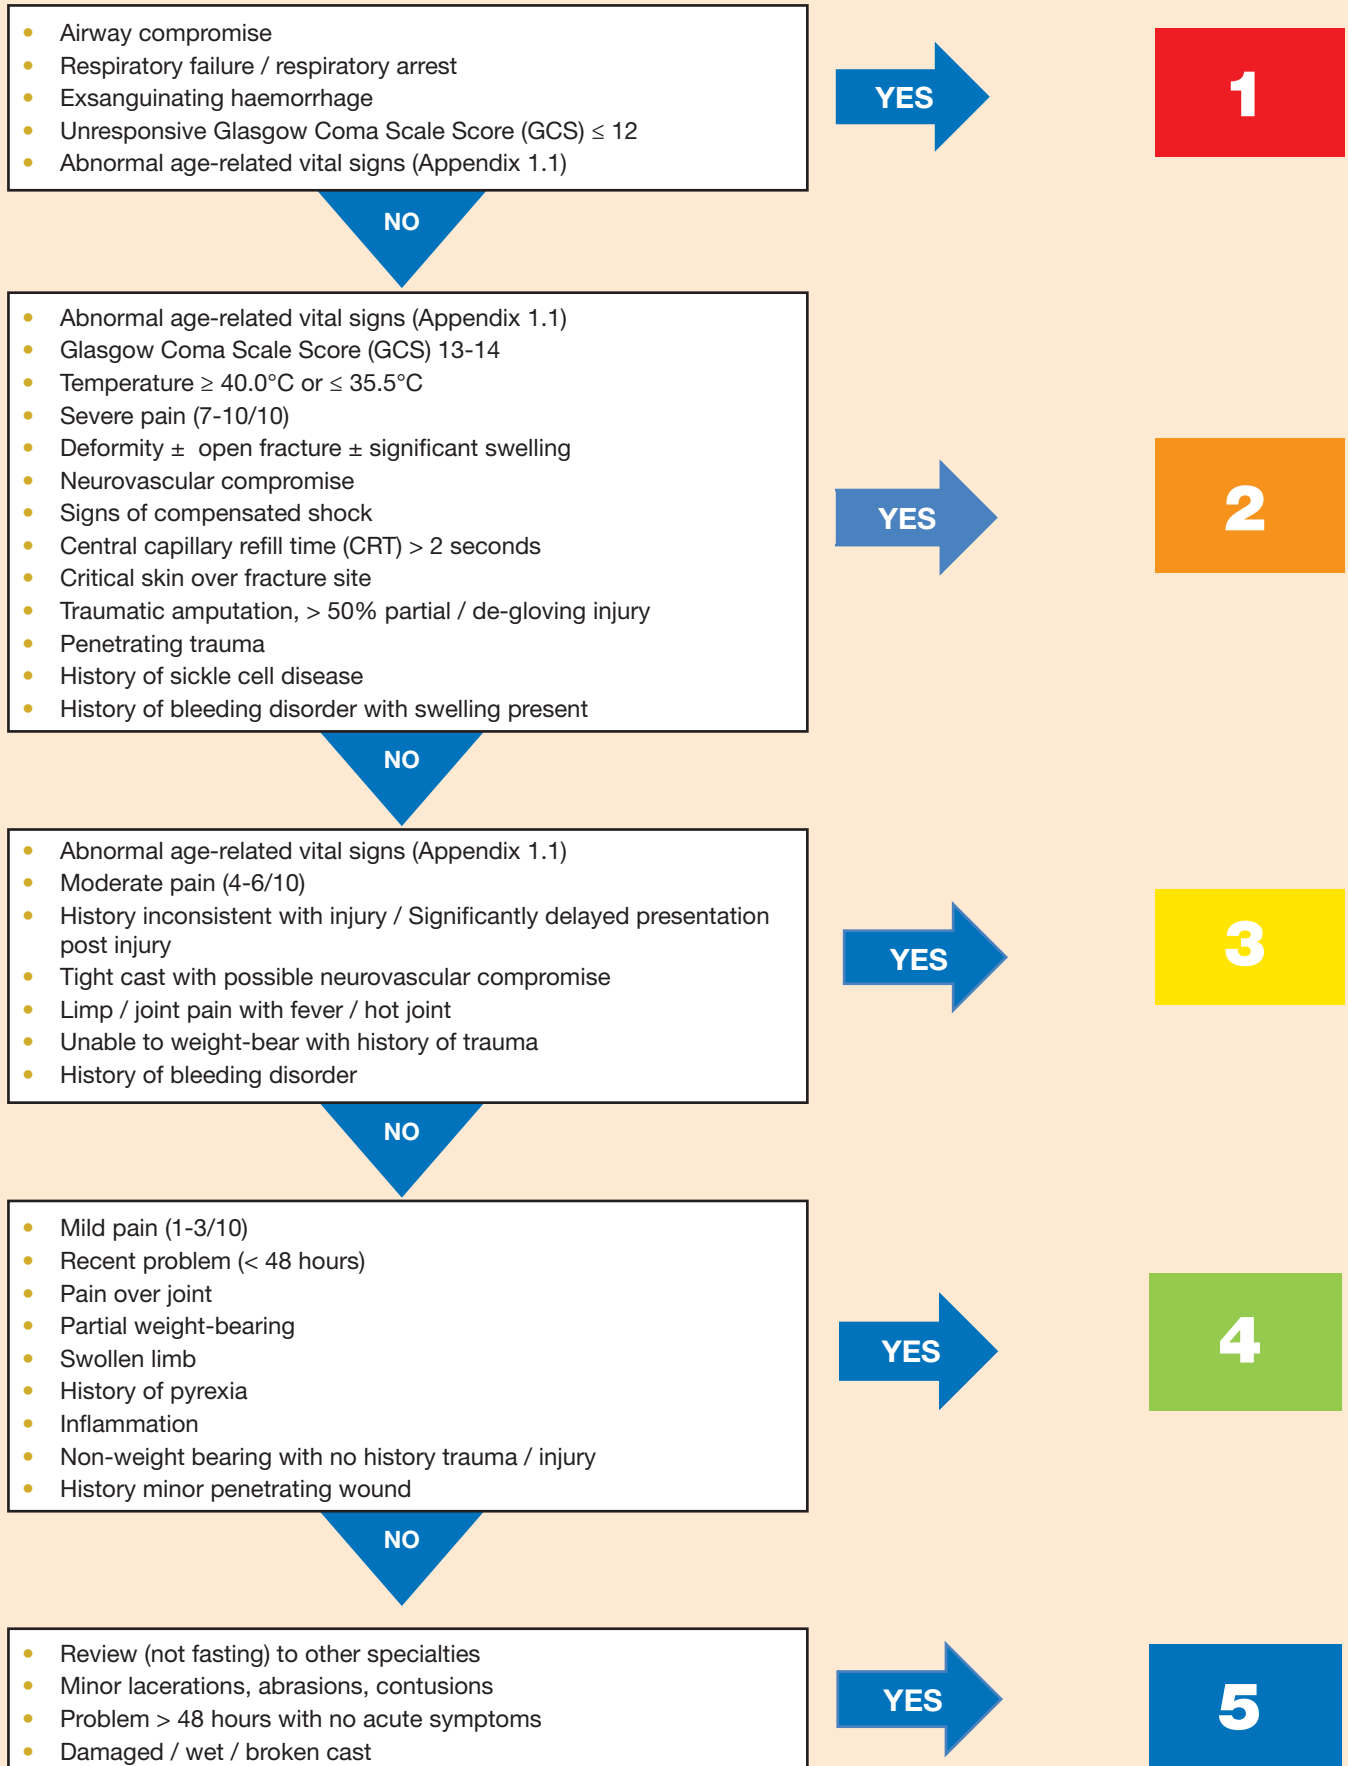 • Airway compromise
• Respiratory failure / respiratory arrest
• Exsanguinating haemorrhage
• Unresponsive Glasgow Coma Scale Score (GCS) ≤ 12
• Abnormal age-related vital signs (Appendix 1.1)
YES
1
NO
• Abnormal age-related vital signs (Appendix 1.1)
• Glasgow Coma Scale Score (GCS) 13-14
• Temperature ≥ 40.0°C or ≤ 35.5°C
• Severe pain (7-10/10)
• Deformity ± open fracture ± significant swelling
• Neurovascular compromise
• Signs of compensated shock
• Central capillary refill time (CRT) > 2 seconds
• Critical skin over fracture site
• Traumatic amputation, > 50% partial / de-gloving injury
• Penetrating trauma
• History of sickle cell disease
• History of bleeding disorder with swelling present
YES
2
NO
• Abnormal age-related vital signs (Appendix 1.1)
• Moderate pain (4-6/10)
• History inconsistent with injury / Significantly delayed presentation
post injury
• Tight cast with possible neurovascular compromise
• Limp / joint pain with fever / hot joint
• Unable to weight-bear with history of trauma
• History of bleeding disorder
YES
3
NO
• Mild pain (1-3/10)
• Recent problem (< 48 hours)
• Pain over joint
• Partial weight-bearing
• Swollen limb
• History of pyrexia
• Inflammation
• Non-weight bearing with no history trauma / injury
• History minor penetrating wound
YES
4
NO
• Review (not fasting) to other specialties
• Minor lacerations, abrasions, contusions
• Problem > 48 hours with no acute symptoms
• Damaged / wet / broken cast
YES
5